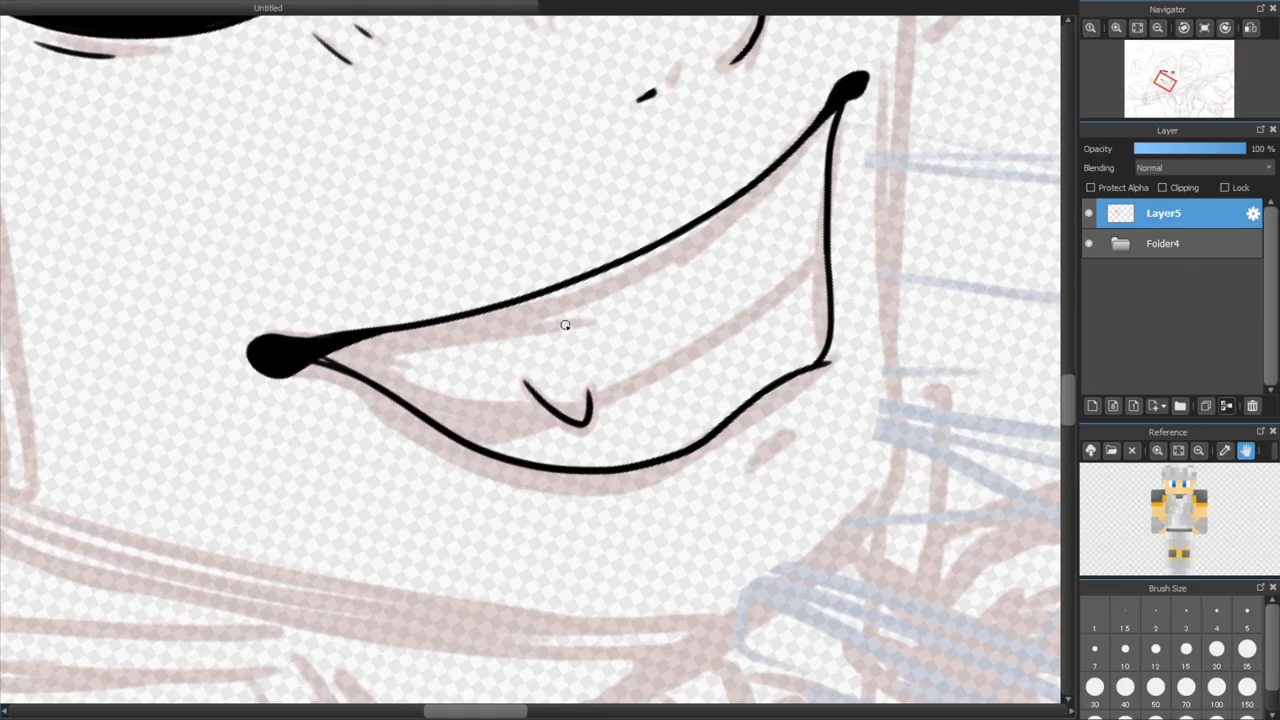 Untitled
Navigator
Layer
Opacity 100 %
Blending Normal
Protect Alpha Clipping Lock
Layer5
Folder4
Reference
Brush Size
1 1.5 2 3 4 5
7 10 12 15 20 25
30 40 50 70 100 150